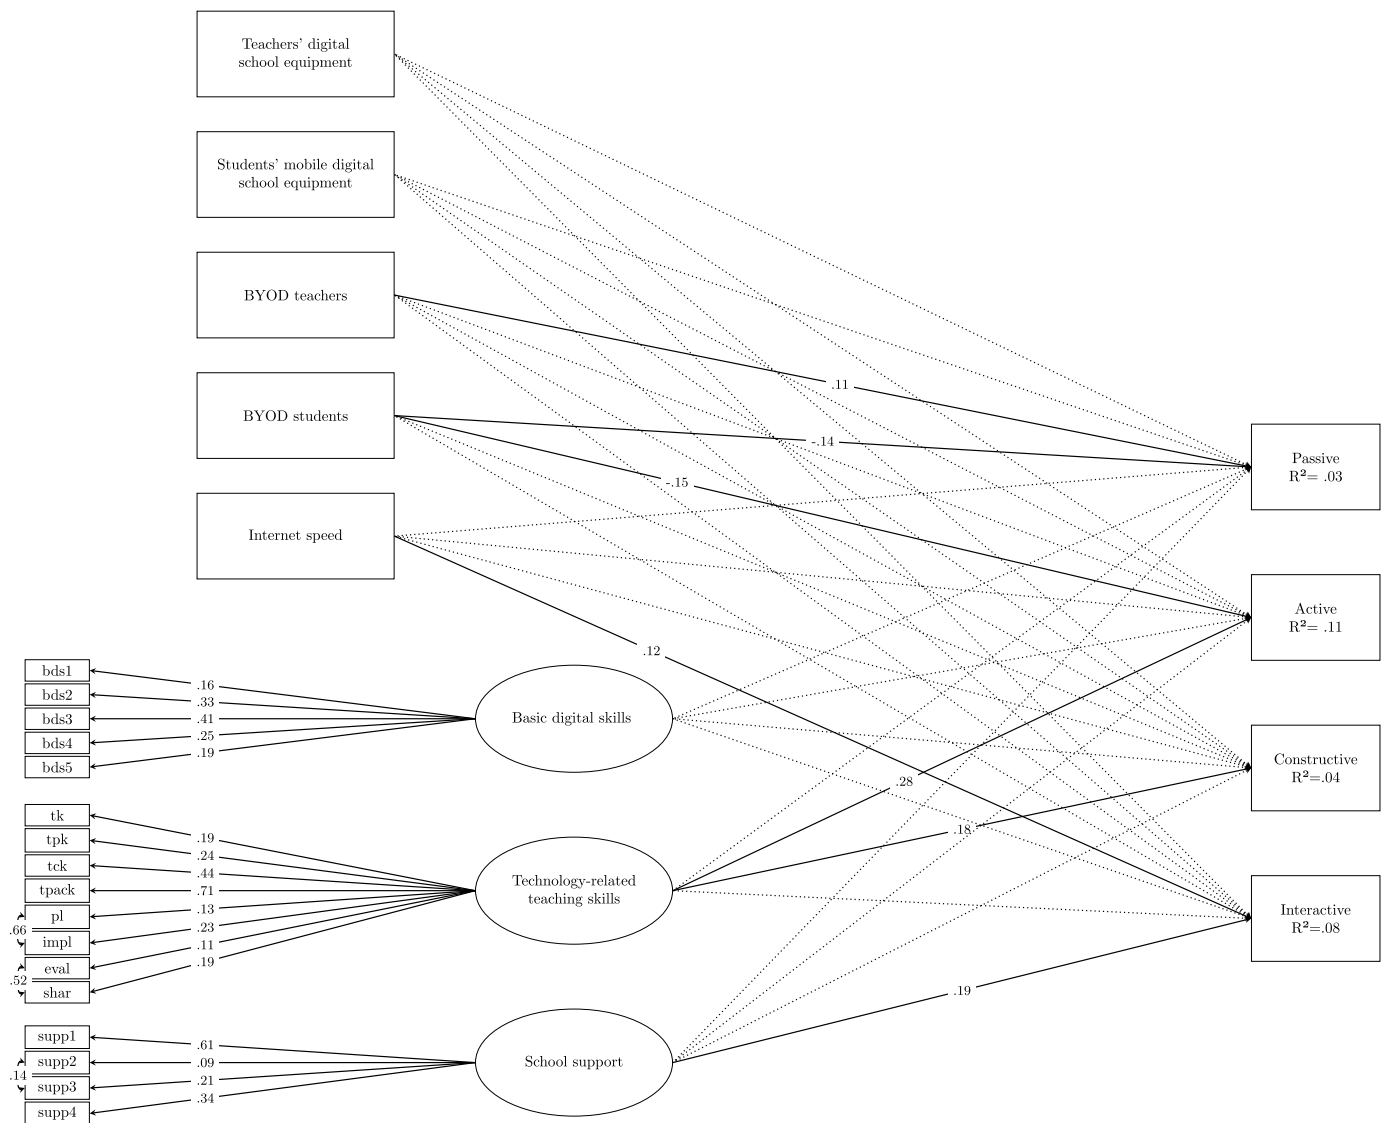 Teachers' digital
school equipment
Students' mobile digital
school equipment
BYOD teachers
BYOD students
Internet speed
.11
-.14
-.15
.12
Passive
R²= .03
Active
R²= .11
Constructive
R²=.04
Interactive
R²=.08
bds1
bds2
bds3
bds4
bds5
.16
.33
.41
.25
.19
Basic digital skills
tk
tpk
tck
tpack
pl
impl
eval
shar
.66
.52
.19
.24
.44
.71
.13
.23
.11
.19
Technology-related
teaching skills
.28
.18
supp1
supp2
supp3
supp4
.14
.61
.09
.21
.34
School support
.19